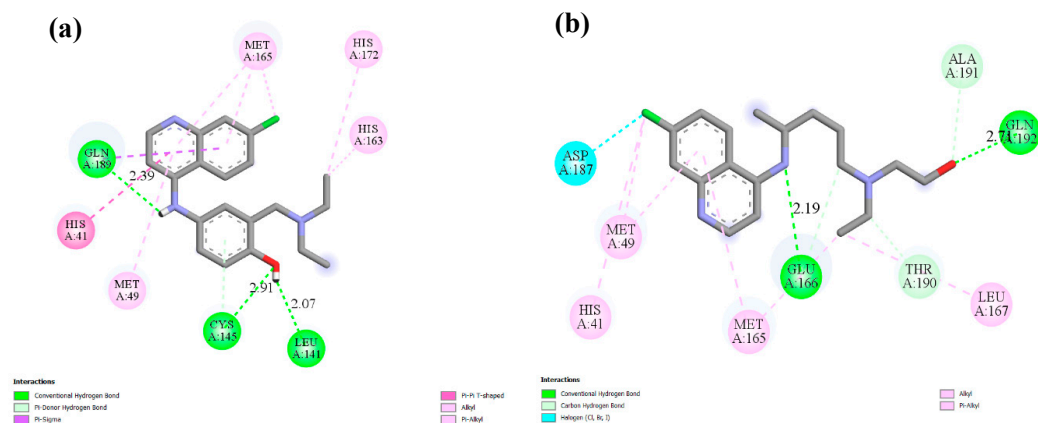 (a)
MET
A:165
HIS
A:172
HIS
A:163
GLN
A:189
2.39
HIS
A:41
MET
A:49
2.91
2.07
CYS
A:145
LEU
A:141
Interactions
Conventional Hydrogen Bond
Pi-Donor Hydrogen Bond
Pi-Sigma
Pi-Pi T-shaped
Alkyl
Pi-Alkyl
(b)
ALA
A:191
GLN
A:192
2.71
ASP
A:187
2.19
MET
A:49
GLU
A:166
THR
A:190
HIS
A:41
MET
A:165
LEU
A:167
Interactions
Conventional Hydrogen Bond
Carbon Hydrogen Bond
Halogen (Cl, Br, I)
Alkyl
Pi-Alkyl